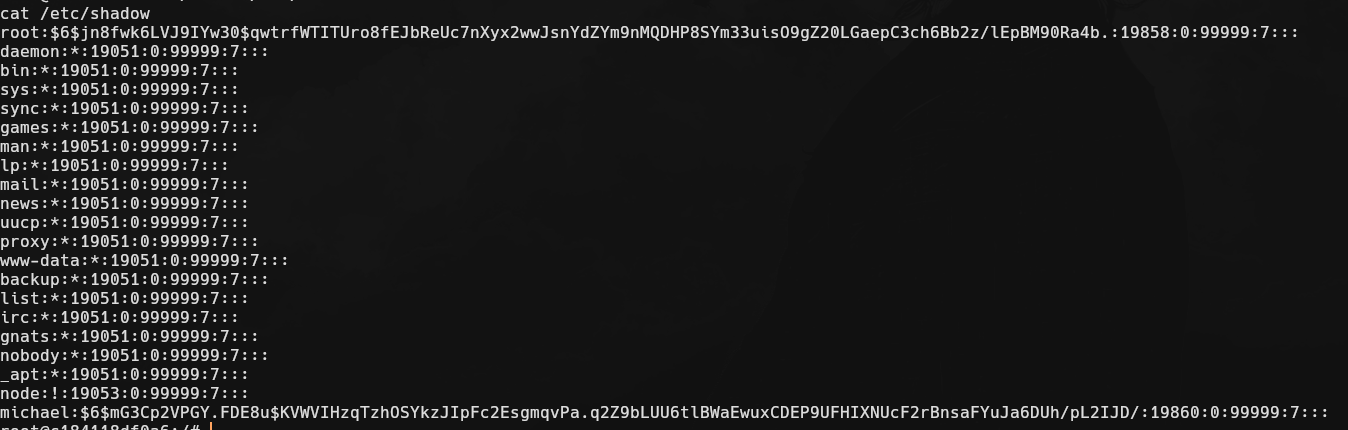 cat /etc/shadow
root:$6$jn8fwk6LVJ9IYw30$qwtrfWTITUro8fEJbReUc7nXyx2wwJsnYdZYm9nMQDHP8SYm33uisO9gZ20LGaepC3ch6Bb2z/lEpBM90Ra4b.:19858:0:99999:7:::
daemon:*:19051:0:99999:7:::
bin:*:19051:0:99999:7:::
sys:*:19051:0:99999:7:::
sync:*:19051:0:99999:7:::
games:*:19051:0:99999:7:::
man:*:19051:0:99999:7:::
lp:*:19051:0:99999:7:::
mail:*:19051:0:99999:7:::
news:*:19051:0:99999:7:::
uucp:*:19051:0:99999:7:::
proxy:*:19051:0:99999:7:::
www-data:*:19051:0:99999:7:::
backup:*:19051:0:99999:7:::
list:*:19051:0:99999:7:::
irc:*:19051:0:99999:7:::
gnats:*:19051:0:99999:7:::
nobody:*:19051:0:99999:7:::
_apt:*:19051:0:99999:7:::
node:!:19053:0:99999:7:::
michael:$6$mG3Cp2VPGY.FDE8u$KVWVIHzqTzhOSYkzJIpFc2EsgmqvPa.q2Z9bLUU6tlBWaEwuxCDEP9UFHIXNUcF2rBnsaFYuJa6DUh/pL2IJD/:19860:0:99999:7:::